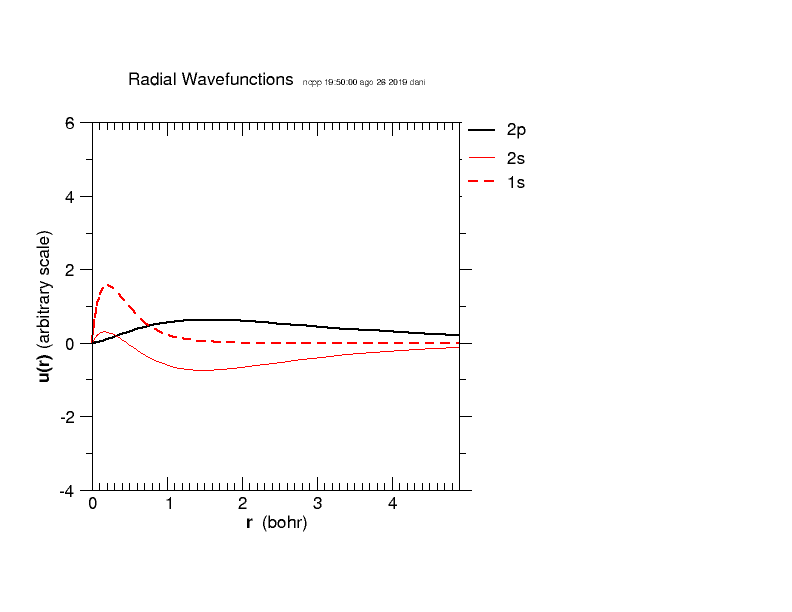 Radial Wavefunctions ncpp 19:50:00 ago 26 2019 dani
2p
2s
1s
6
4
2
0
-2
-4
u(r) (arbitrary scale)
0 1 2 3 4
r (bohr)